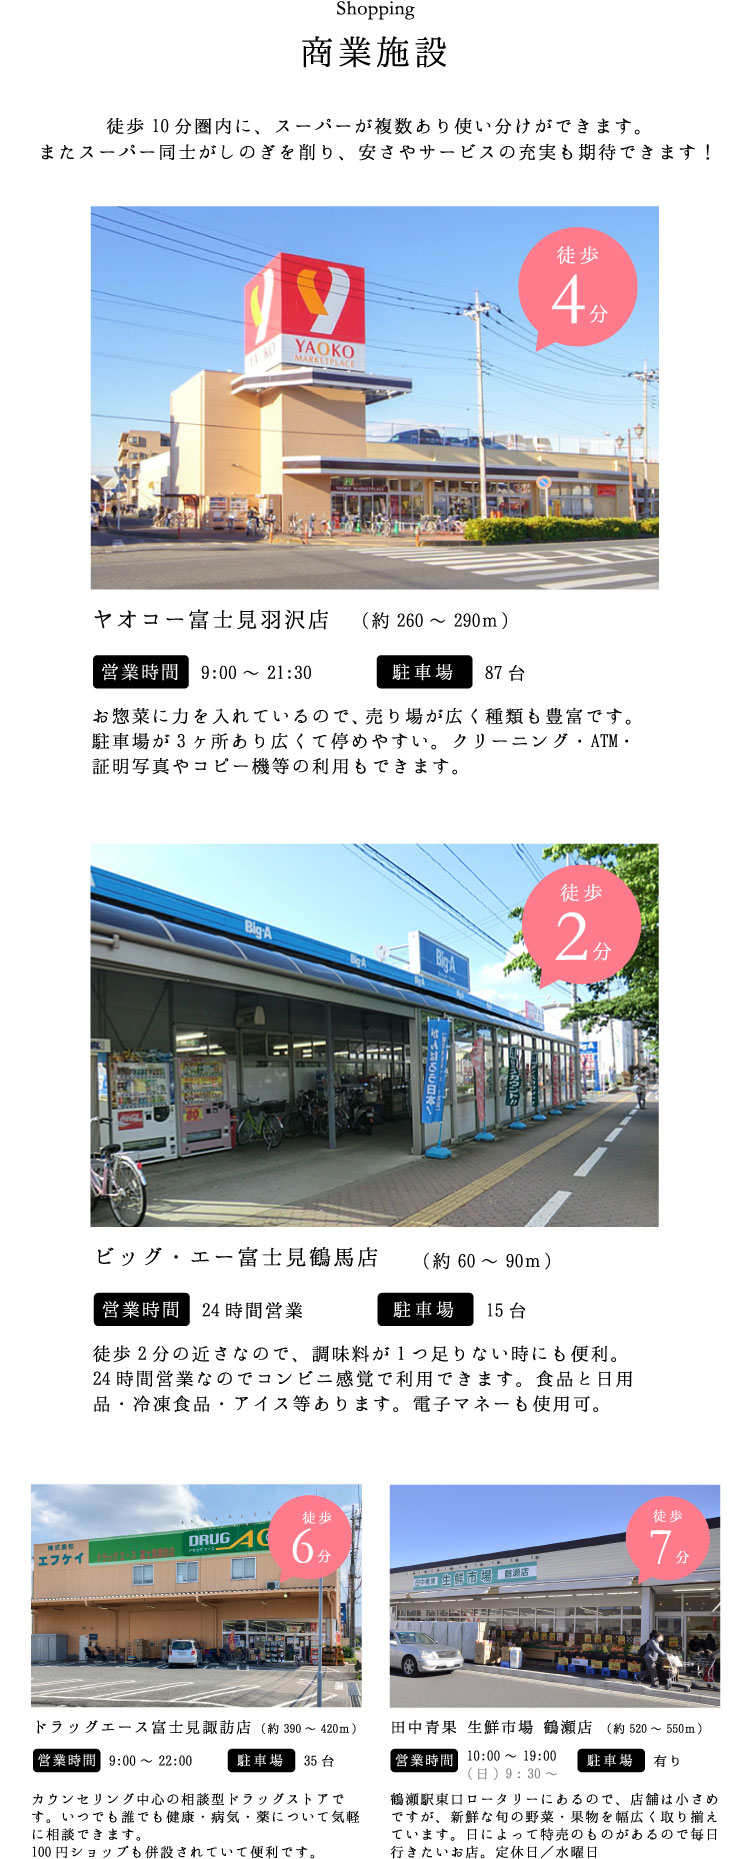 Shopping
商業施設
徒歩 10 分圏内に、スーパーが複数あり使い分けができます。
またスーパー同士がしのぎを削り、安さやサービスの充実も期待できます！
徒歩
4分
YAOKO
MARKETPLACE
YAOKO MARKETPLACE
ヤオコー富士見羽沢店 （約 260 〜 290m）
営業時間 9:00 〜 21:30 駐車場 87 台
お惣菜に力を入れているので、売り場が広く種類も豊富です。
駐車場が 3 ヶ所あり広くて停めやすい。クリーニング・ATM・
証明写真やコピー機等の利用もできます。
徒歩
2分
Big-A
Big-A
Big-A
がんばろう日本！
ビッグ・エー富士見鶴馬店 （約 60 〜 90m）
営業時間 24 時間営業 駐車場 15 台
徒歩 2 分の近さなので、調味料が 1 つ足りない時にも便利。
24 時間営業なのでコンビニ感覚で利用できます。食品と日用
品・冷凍食品・アイス等あります。電子マネーも使用可。
徒歩
6分
株式会社
エフケイ
DRUG
ドラッグエース富士見諏訪店（約 390 〜 420m）
営業時間 9:00 〜 22:00 駐車場 35 台
カウンセリング中心の相談型ドラッグストアで
す。いつでも誰でも健康・病気・薬について気軽
に相談できます。
100 円ショップも併設されていて便利です。
徒歩
7分
田中青果 生鮮市場 鶴瀬店
田中青果 生鮮市場 鶴瀬店 （約 520 〜 550m）
営業時間 10:00 〜 19:00 駐車場 有り
（日）9：30 〜
鶴瀬駅東口ロータリーにあるので、店舗は小さめ
ですが、新鮮な旬の野菜・果物を幅広く取り揃え
ています。日によって特売のものがあるので毎日
行きたいお店。定休日／水曜日